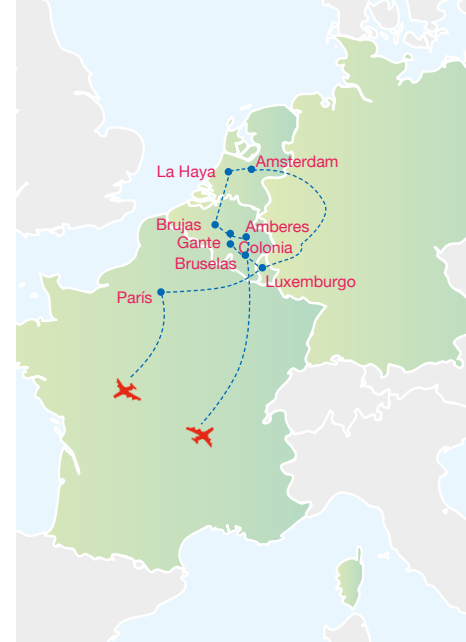 Amsterdam
La Haya
Brujas
Amberes
Gante
Colonia
Bruselas
Luxemburgo
París